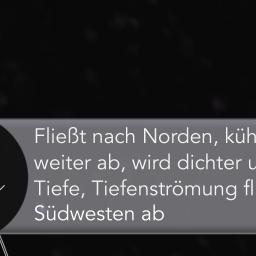 Fließt nach Norden, küh
weiter ab, wird dichter u
Tiefe, Tiefenströmung fl
Südwesten ab